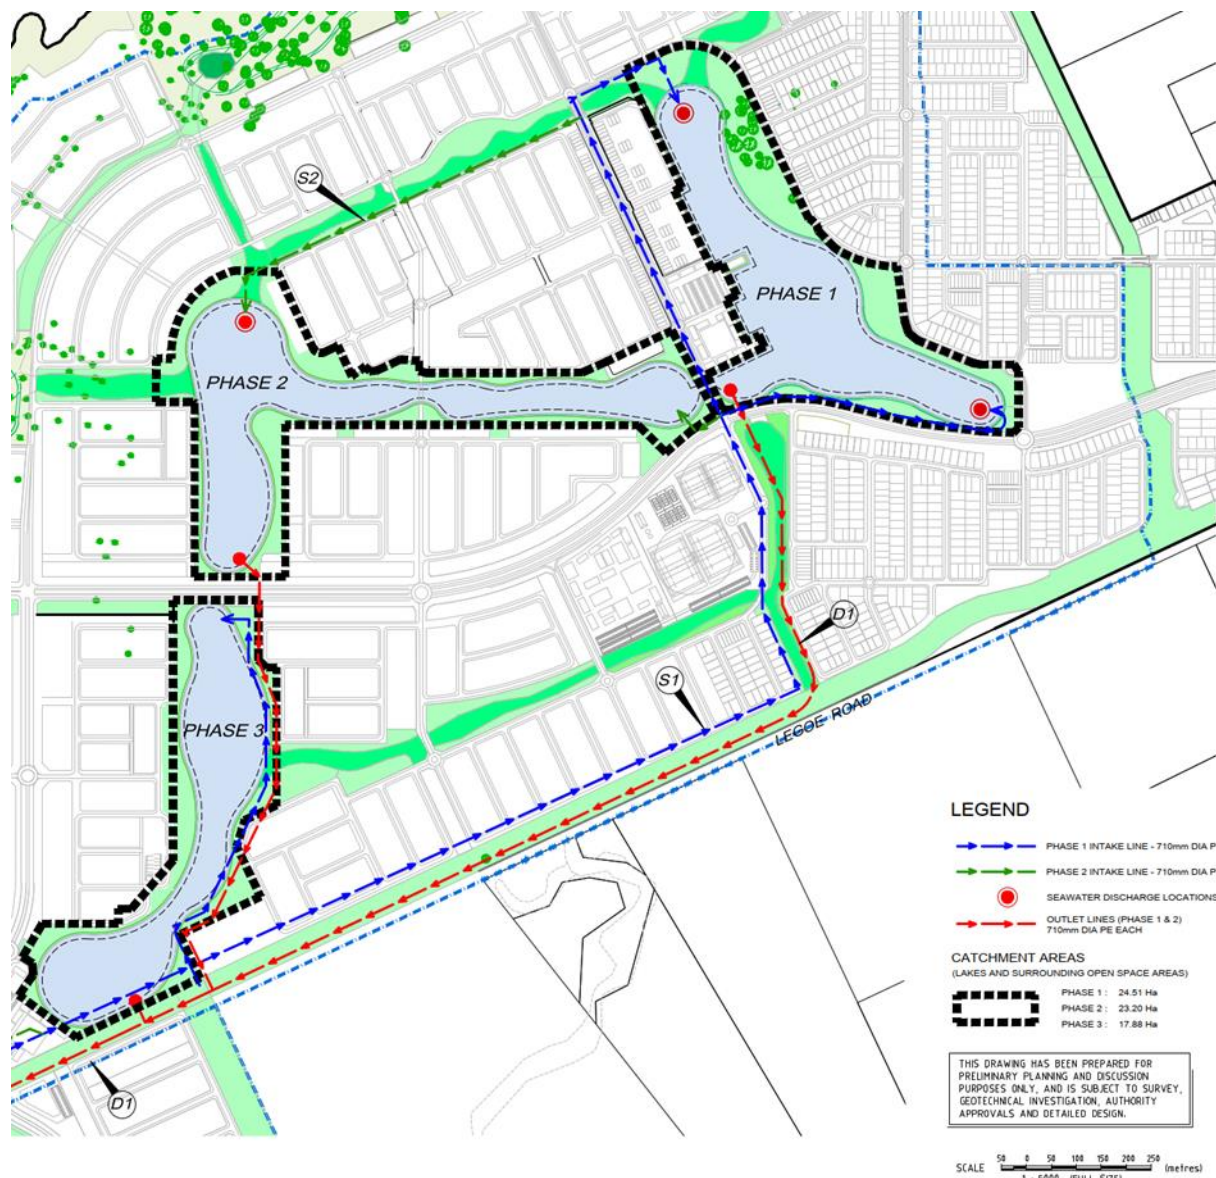 S2
PHASE 1
PHASE 2
D1
S1
PHASE 3
LEGOE ROAD
D1
LEGEND
PHASE 1 INTAKE LINE - 710mm DIA P
PHASE 2 INTAKE LINE - 710mm DIA P
SEAWATER DISCHARGE LOCATIONS
OUTLET LINES (PHASE 1 & 2)
710mm DIA PE EACH
CATCHMENT AREAS
(LAKES AND SURROUNDING OPEN SPACE AREAS)
PHASE 1 : 24.51 Ha
PHASE 2 : 23.20 Ha
PHASE 3 : 17.88 Ha
THIS DRAWING HAS BEEN PREPARED FOR
PRELIMINARY PLANNING AND DISCUSSION
PURPOSES ONLY, AND IS SUBJECT TO SURVEY,
GEOTECHNICAL INVESTIGATION, AUTHORITY
APPROVALS AND DETAILED DESIGN.
50 0 50 100 150 200 250
SCALE (metres)